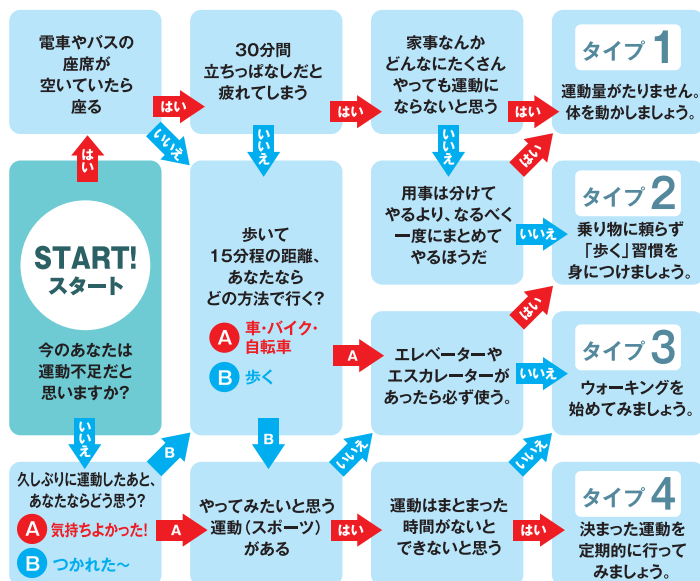 電車やバスの
座席が
空いていたら
座る
はい
いいえ
30分間
立ちっぱなしだと
疲れてしまう
はい
いいえ
家事なんか
どんなにたくさん
やっても運動に
ならないと思う
はい
いいえ
タイプ 1
運動量がたりません。
体を動かしましょう。
はい
START!
スタート
今のあなたは
運動不足だと
思いますか?
いいえ
歩いて
15分程の距離、
あなたなら
どの方法で行く?
A 車・バイク・
自転車
B 歩く
A
B
用事は分けて
やるより、なるべく
一度にまとめて
やるほうだ
はい
いいえ
タイプ 2
乗り物に頼らず
「歩く」習慣を
身につけましょう。
エレベーターや
エスカレーターが
あったら必ず使う。
はい
いいえ
タイプ 3
ウォーキングを
始めてみましょう。
久しぶりに運動したあと、
あなたならどう思う?
A 気持ちよかった!
B つかれた〜
B
A
やってみたいと思う
運動(スポーツ)
がある
いいえ
はい
運動はまとまった
時間がないと
できないと思う
いいえ
はい
タイプ 4
決まった運動を
定期的に行って
みましょう。